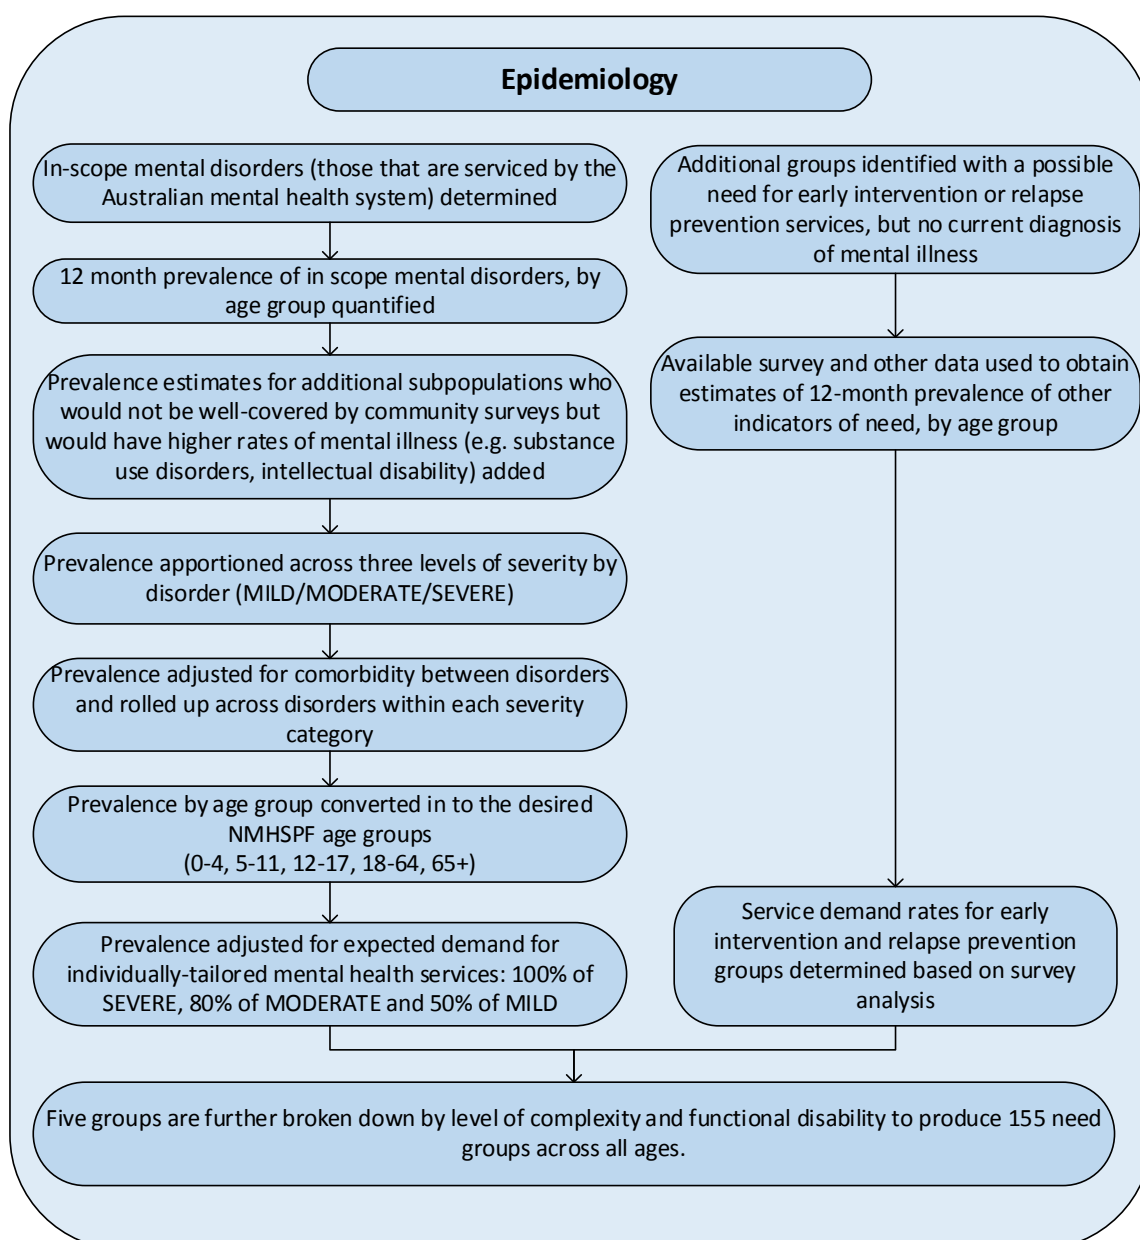 Epidemiology
In-scope mental disorders (those that are serviced by the
Australian mental health system) determined
12 month prevalence of in scope mental disorders, by
age group quantified
Prevalence estimates for additional subpopulations who
would not be well-covered by community surveys but
would have higher rates of mental illness (e.g. substance
use disorders, intellectual disability) added
Prevalence apportioned across three levels of severity by
disorder (MILD/MODERATE/SEVERE)
Prevalence adjusted for comorbidity between disorders
and rolled up across disorders within each severity
category
Prevalence by age group converted in to the desired
NMHSPF age groups
(0-4, 5-11, 12-17, 18-64, 65+)
Prevalence adjusted for expected demand for
individually-tailored mental health services: 100% of
SEVERE, 80% of MODERATE and 50% of MILD
Additional groups identified with a possible
need for early intervention or relapse
prevention services, but no current diagnosis
of mental illness
Available survey and other data used to obtain
estimates of 12-month prevalence of other
indicators of need, by age group
Service demand rates for early
intervention and relapse prevention
groups determined based on survey
analysis
Five groups are further broken down by level of complexity and functional disability to produce 155 need
groups across all ages.